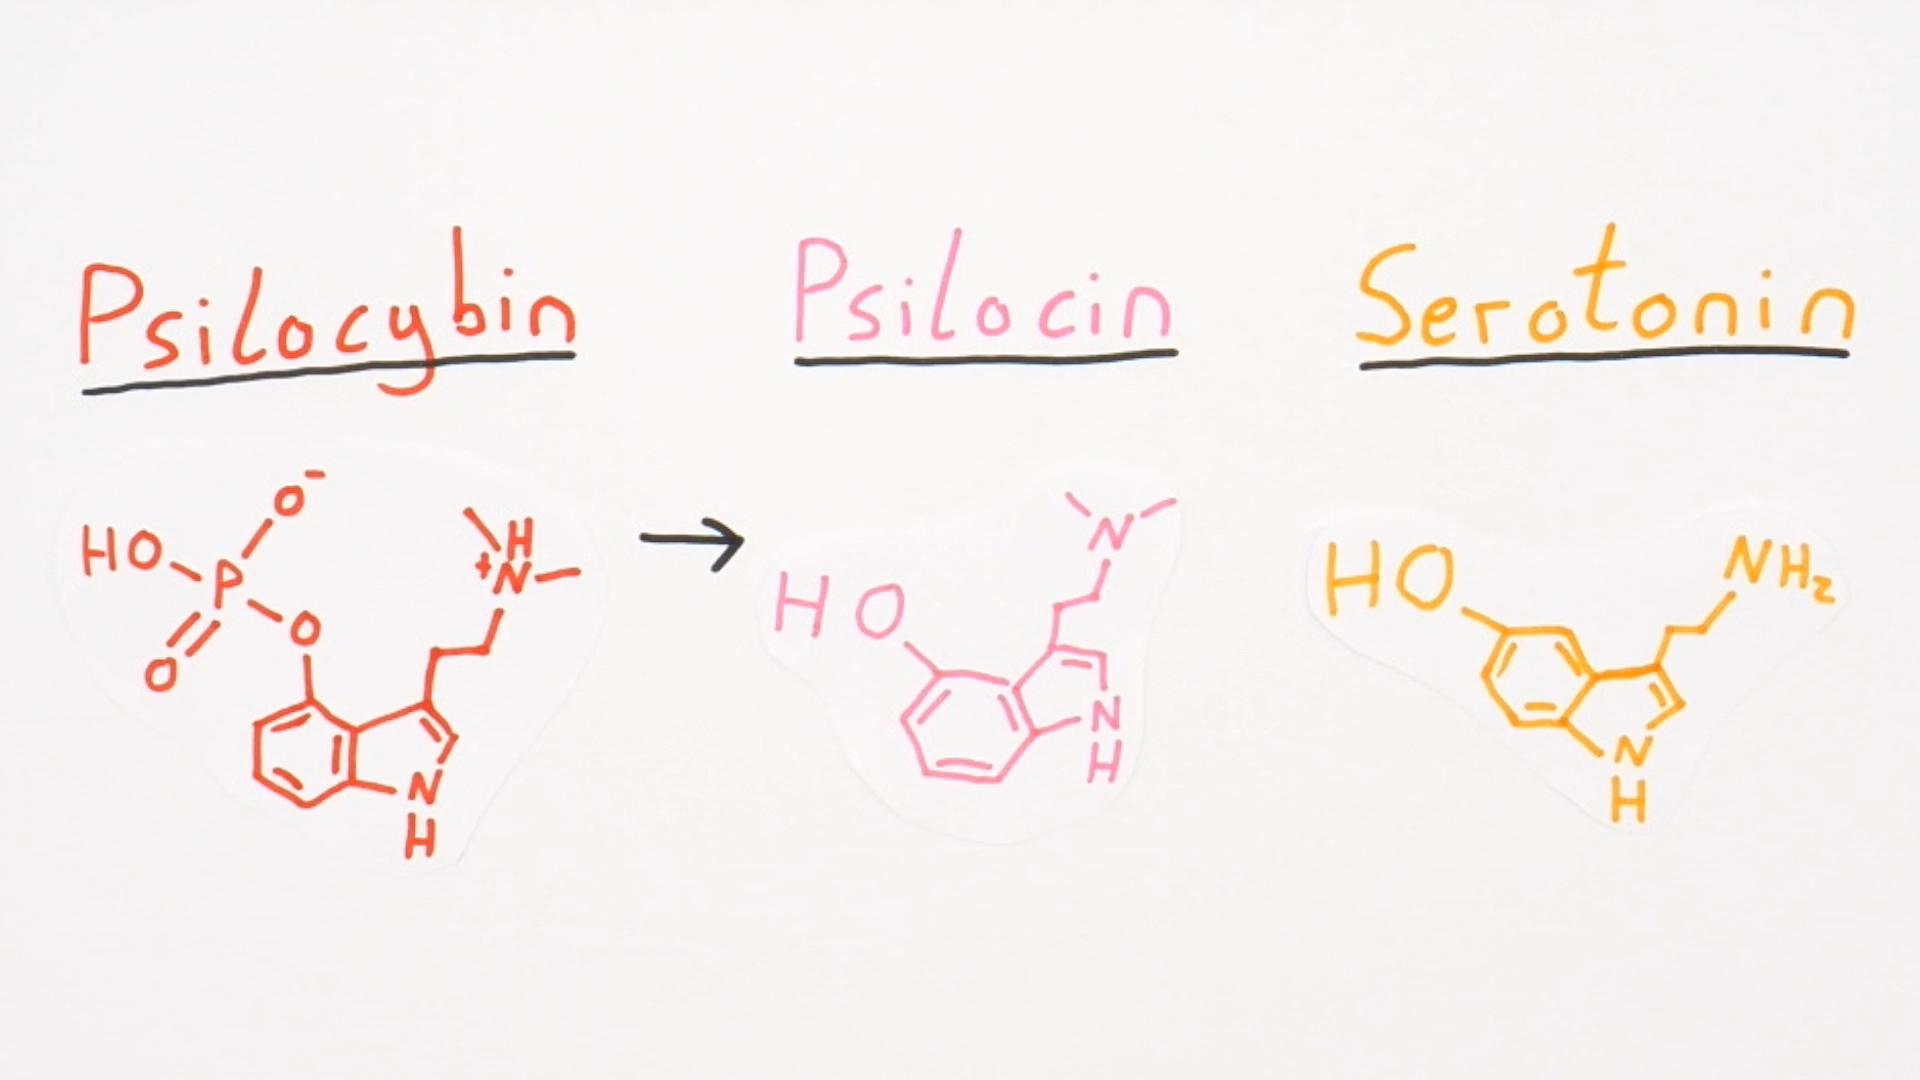 Psilocybin
Psilocin
Serotonin
O⁻
HO
P
O
O
H
+N
N
H
HO
N
N
H
HO
NH₂
N
H